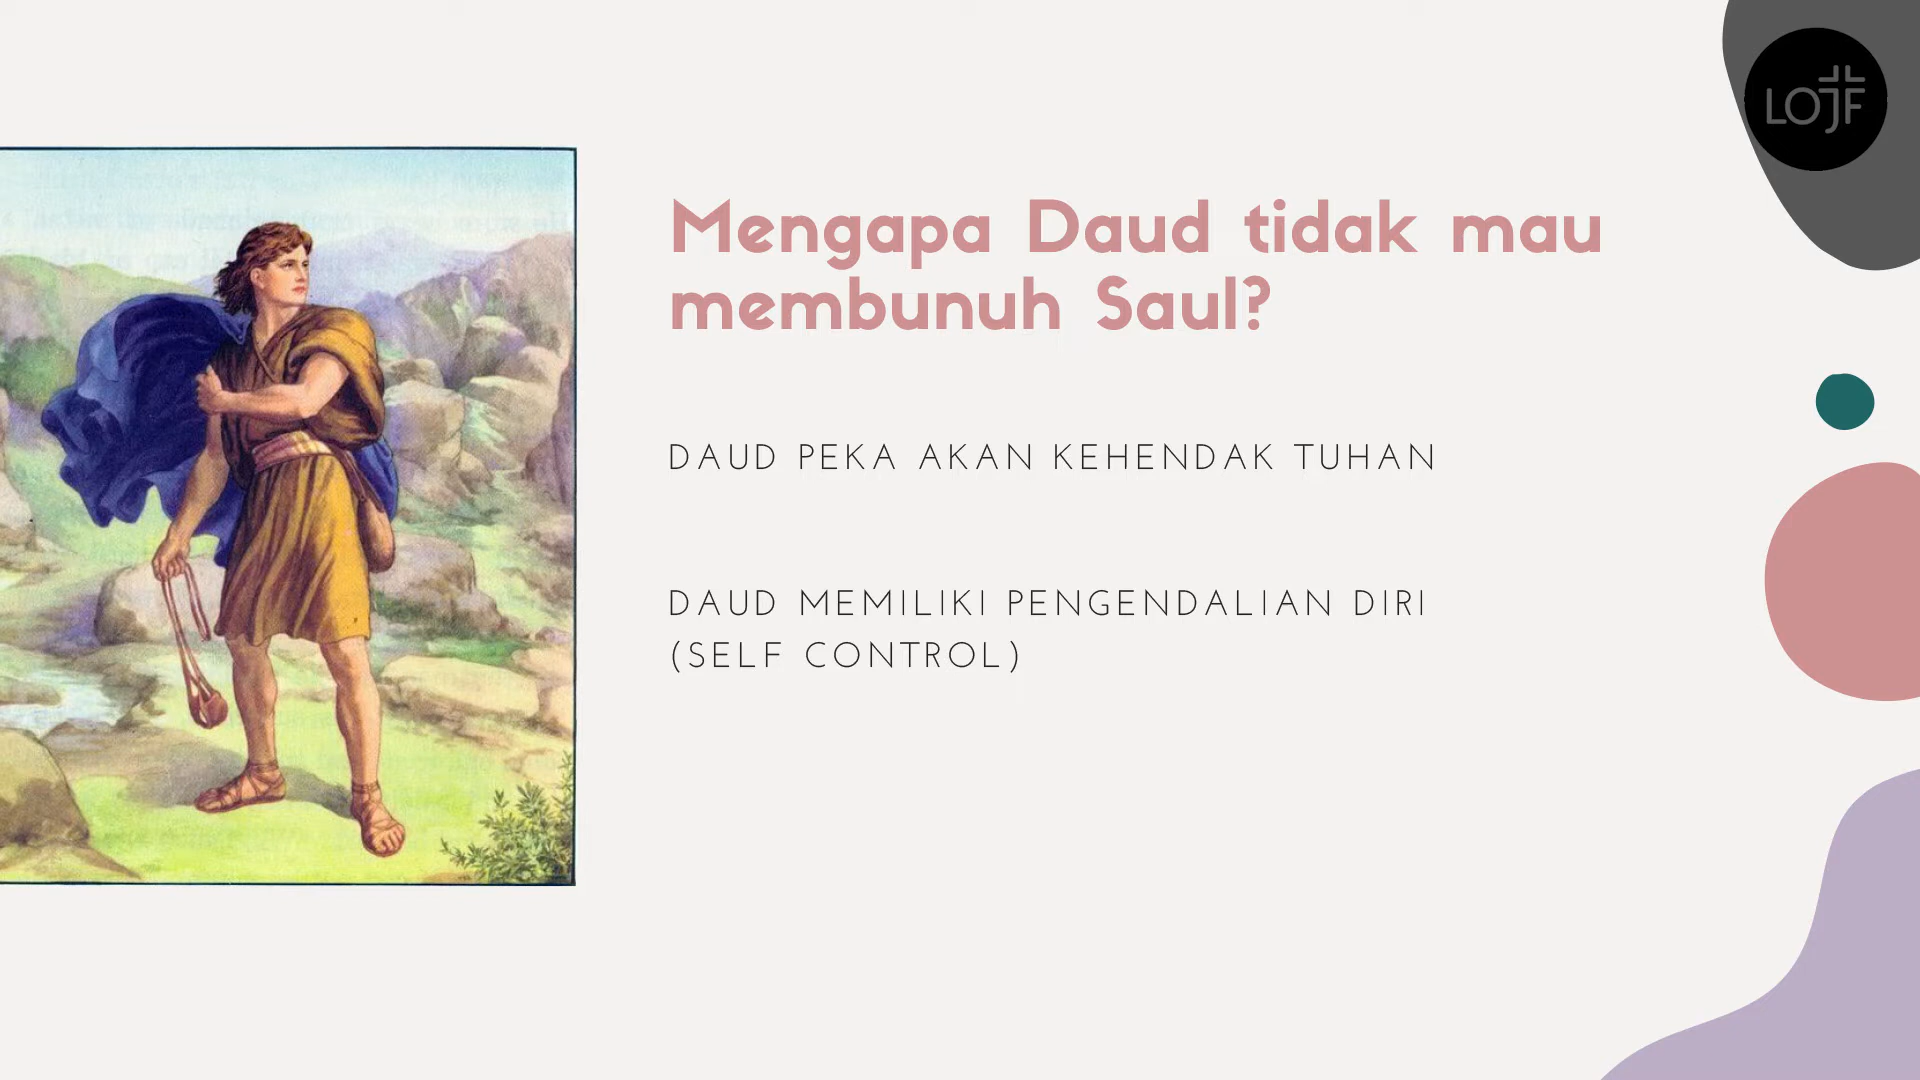 LOJF
Mengapa Daud tidak mau
membunuh Saul?
DAUD PEKA AKAN KEHENDAK TUHAN
DAUD MEMILIKI PENGENDALIAN DIRI
(SELF CONTROL)